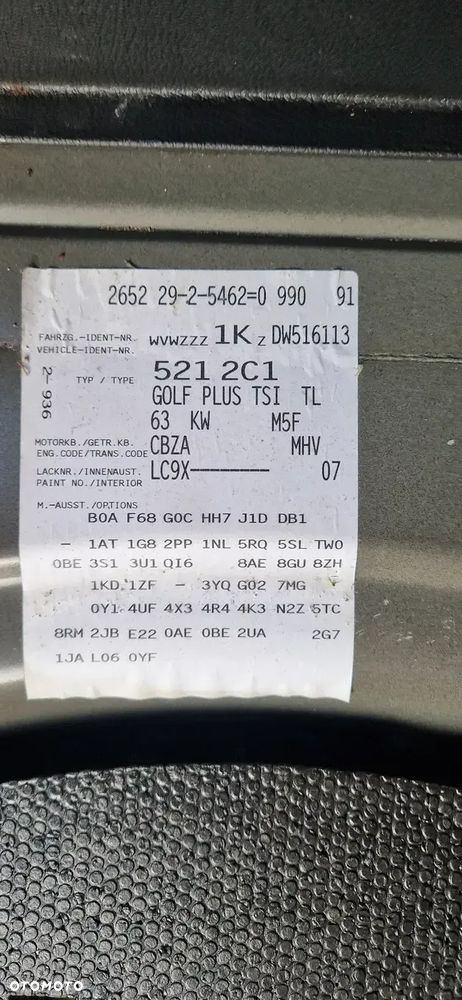 2652 29-2-5462=0 990 91
FAHRZG.-IDENT-NR.
VEHICLE-IDENT-NR.
WVWZZZ 1K Z DW516113
2- 936
TYP / TYPE
521 2C1
GOLF PLUS TSI TL
63 KW M5F
MOTORKB./GETR.KB.
ENG.CODE/TRANS.CODE
CBZA MHV
LACKNR./INNENAUST.
PAINT NO./INTERIOR
LC9X-------- 07
M.-AUSST./OPTIONS
B0A F68 G0C HH7 J1D DB1
- 1AT 1G8 2PP 1NL 5RQ 5SL TW0
0BE 3S1 3U1 QI6 8AE 8GU 8ZH
1KD 1ZF - 3YQ G02 7MG
0Y1 4UF 4X3 4R4 4K3 N2Z 5TC
8RM 2JB E22 0AE 0BE 2UA 2G7
1JA L06 0YF
OTOMOTO